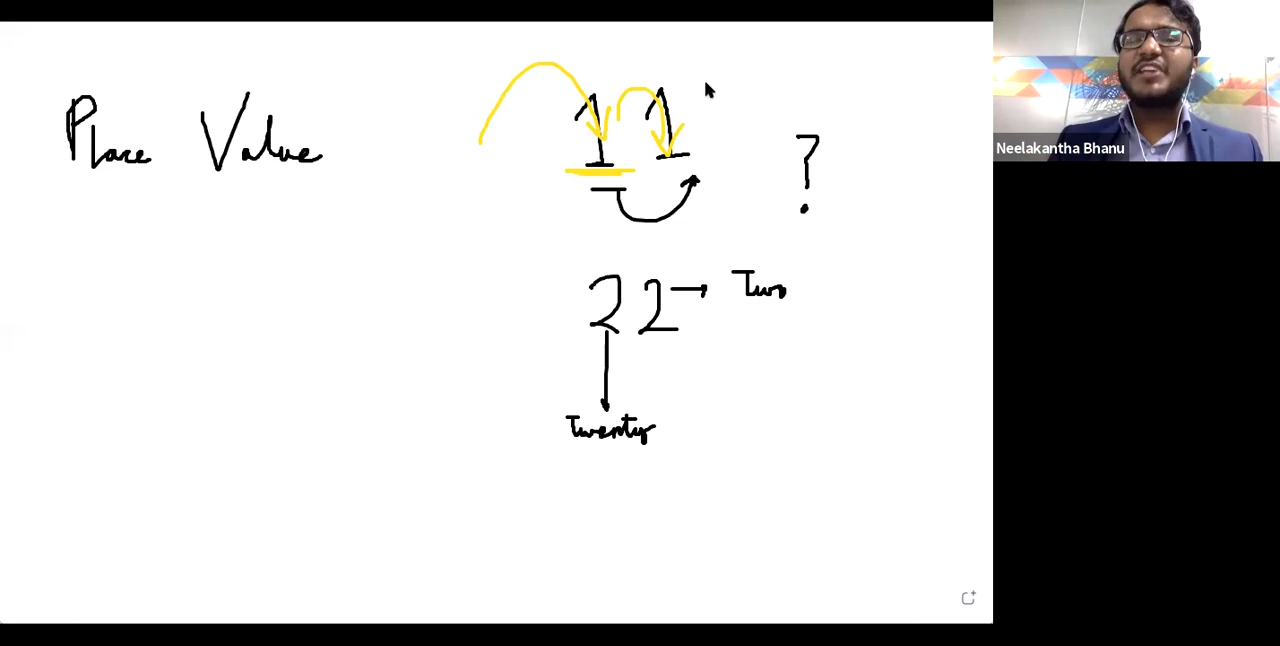 Place Value
11
?
22 → Two
Twenty
Neelakantha Bhanu